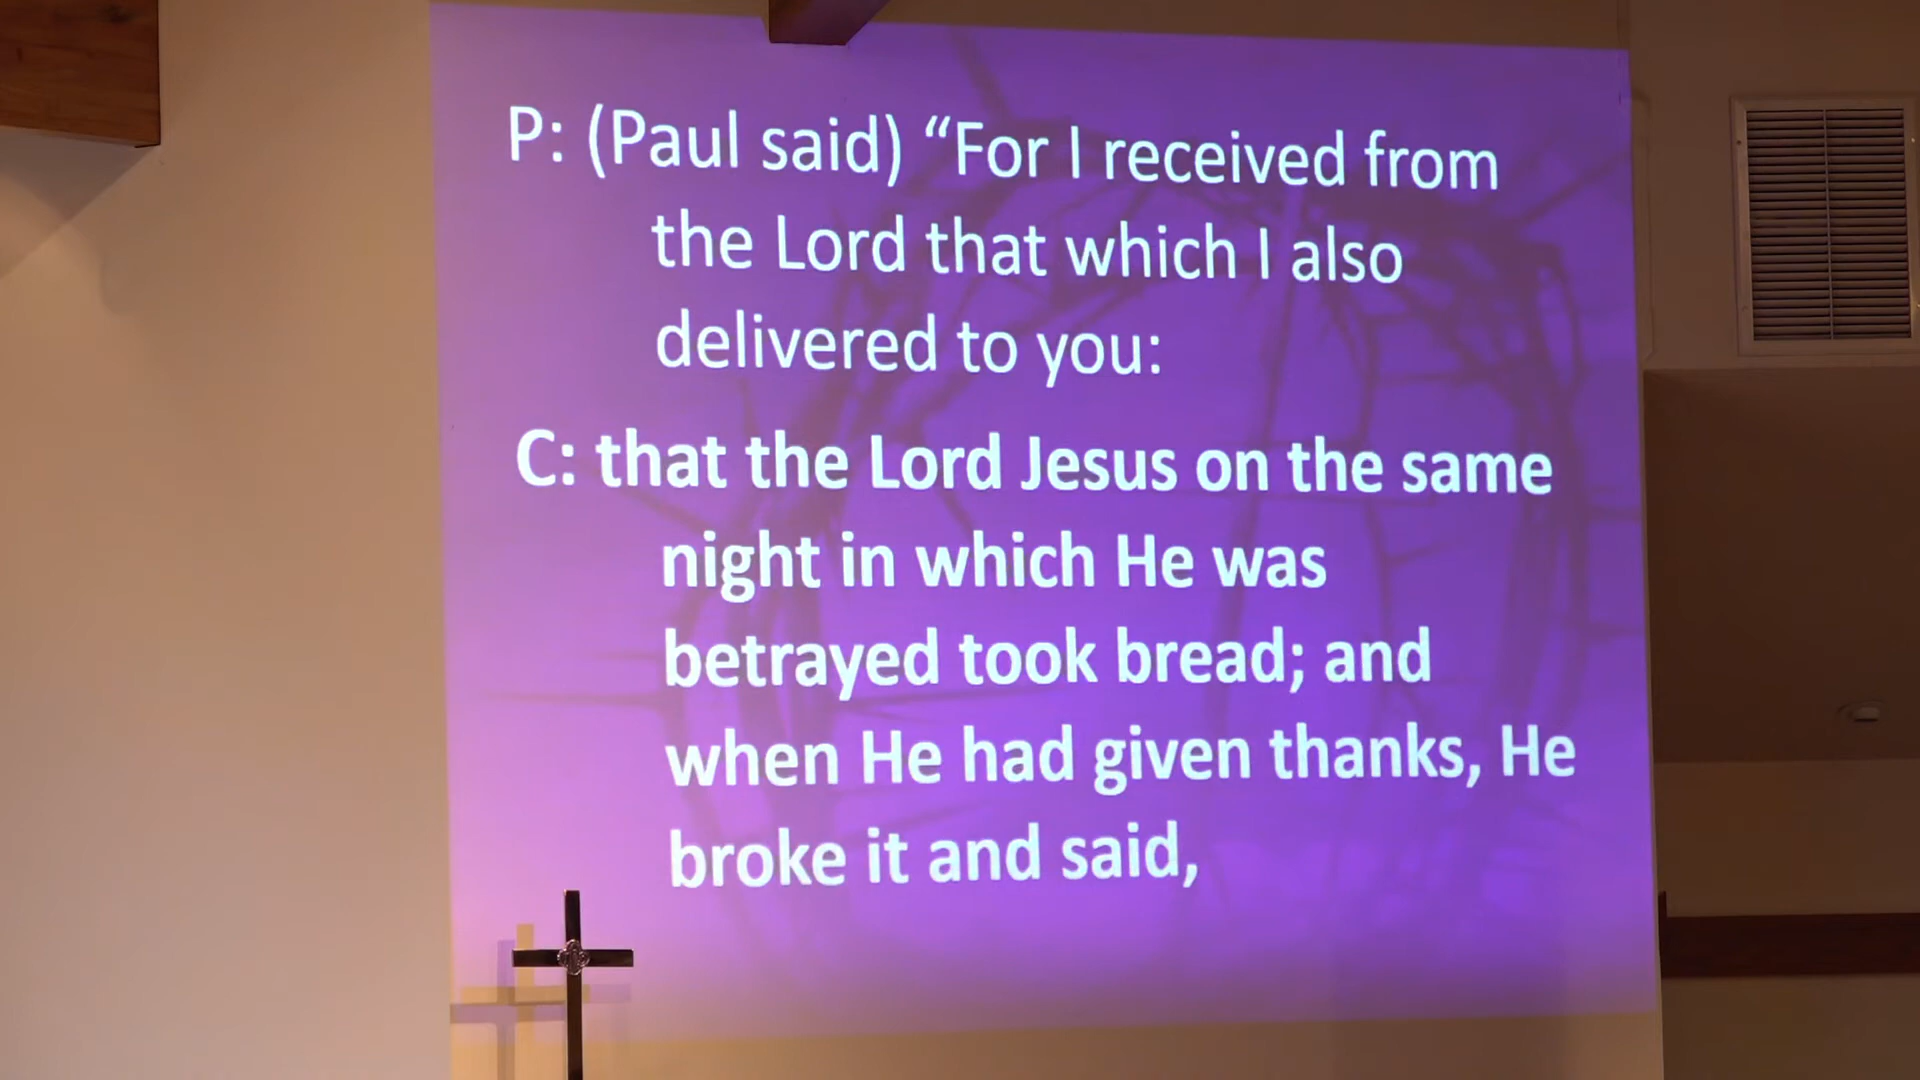 P: (Paul said) “For I received from
the Lord that which I also
delivered to you:
C: that the Lord Jesus on the same
night in which He was
betrayed took bread; and
when He had given thanks, He
broke it and said,